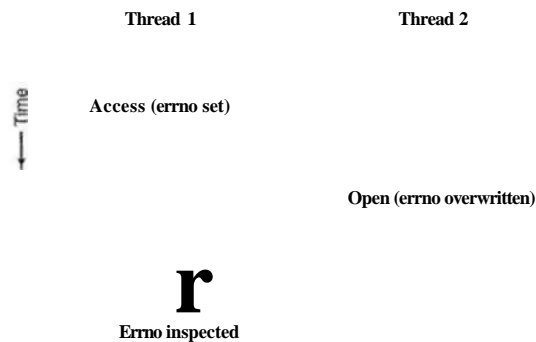 Thread 1
Thread 2
Time
Access (errno set)
Open (errno overwritten)
r
Errno inspected